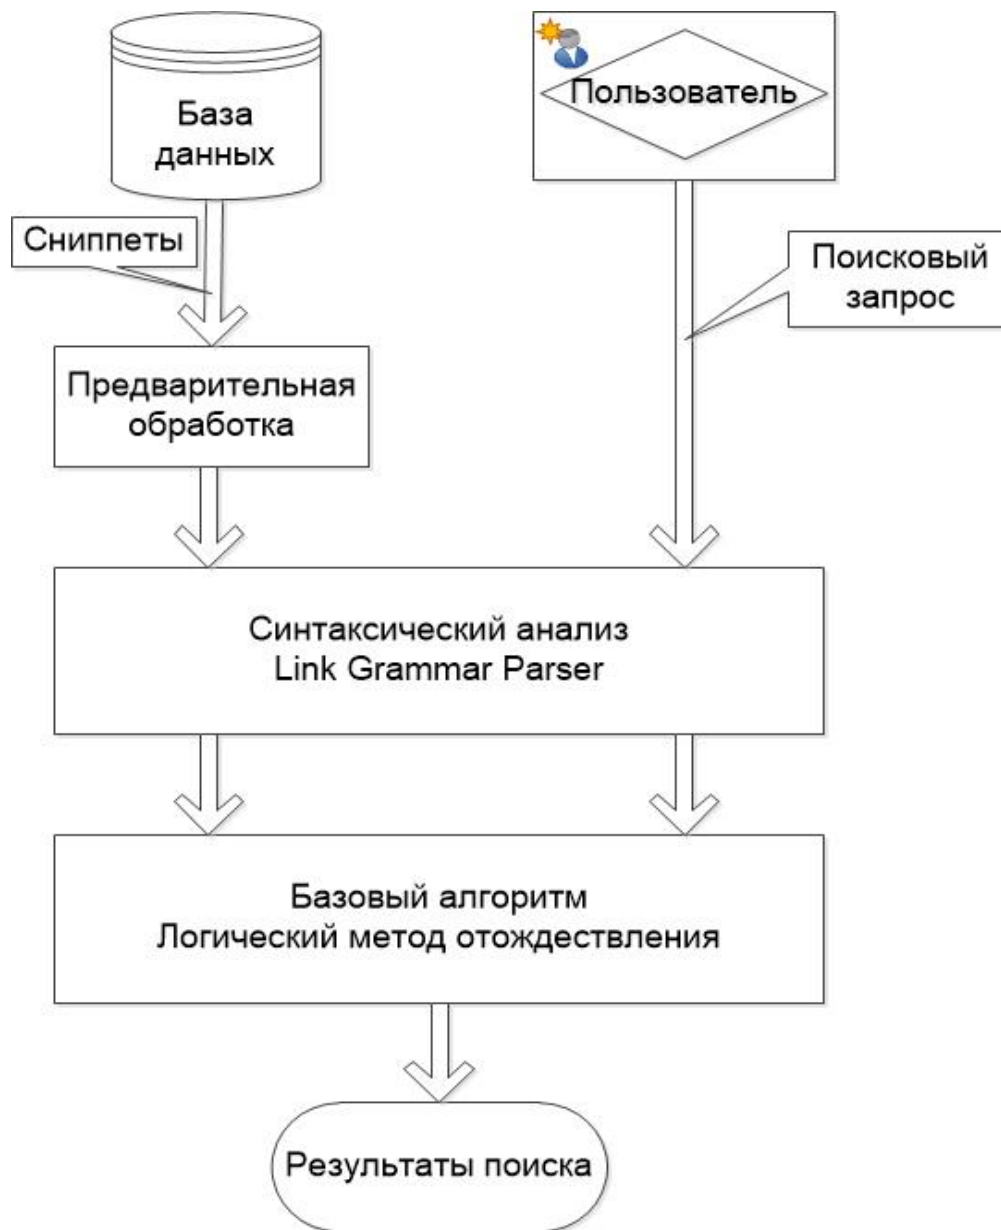 База
данных
Пользователь
Сниппеты
Поисковый
запрос
Предварительная
обработка
Синтаксический анализ
Link Grammar Parser
Базовый алгоритм
Логический метод отождествления
Результаты поиска